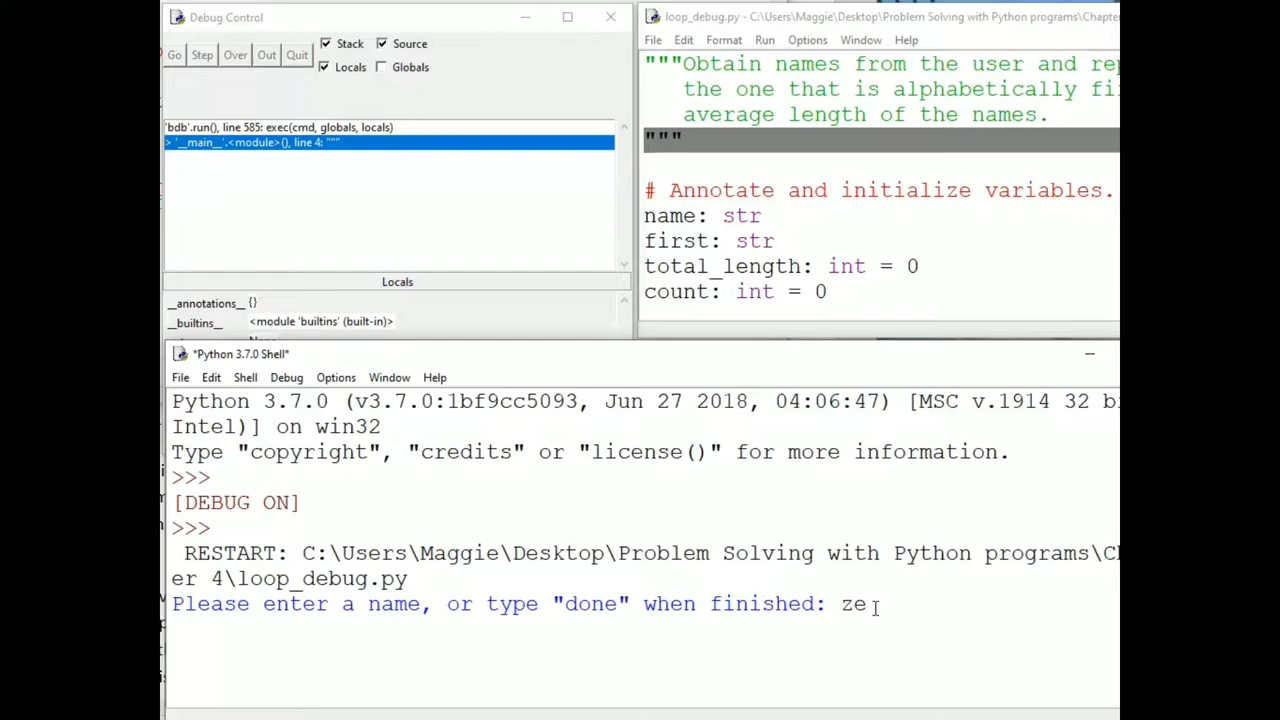 Debug Control
Go Step Over Out Quit
Stack Source
Locals Globals
'bdb'.run(), line 585: exec(cmd, globals, locals)
> '__main__'.<module>(), line 4: """
Locals
__annotations__ {}
__builtins__ <module 'builtins' (built-in)>
loop_debug.py - C:\Users\Maggie\Desktop\Problem Solving with Python programs\Chapter
File Edit Format Run Options Window Help
"""Obtain names from the user and rep
the one that is alphabetically fi
average length of the names.
"""
# Annotate and initialize variables.
name: str
first: str
total_length: int = 0
count: int = 0
*Python 3.7.0 Shell*
File Edit Shell Debug Options Window Help
Python 3.7.0 (v3.7.0:1bf9cc5093, Jun 27 2018, 04:06:47) [MSC v.1914 32 bi
Intel)] on win32
Type "copyright", "credits" or "license()" for more information.
>>>
[DEBUG ON]
>>>
RESTART: C:\Users\Maggie\Desktop\Problem Solving with Python programs\Ch
er 4\loop_debug.py
Please enter a name, or type "done" when finished: ze